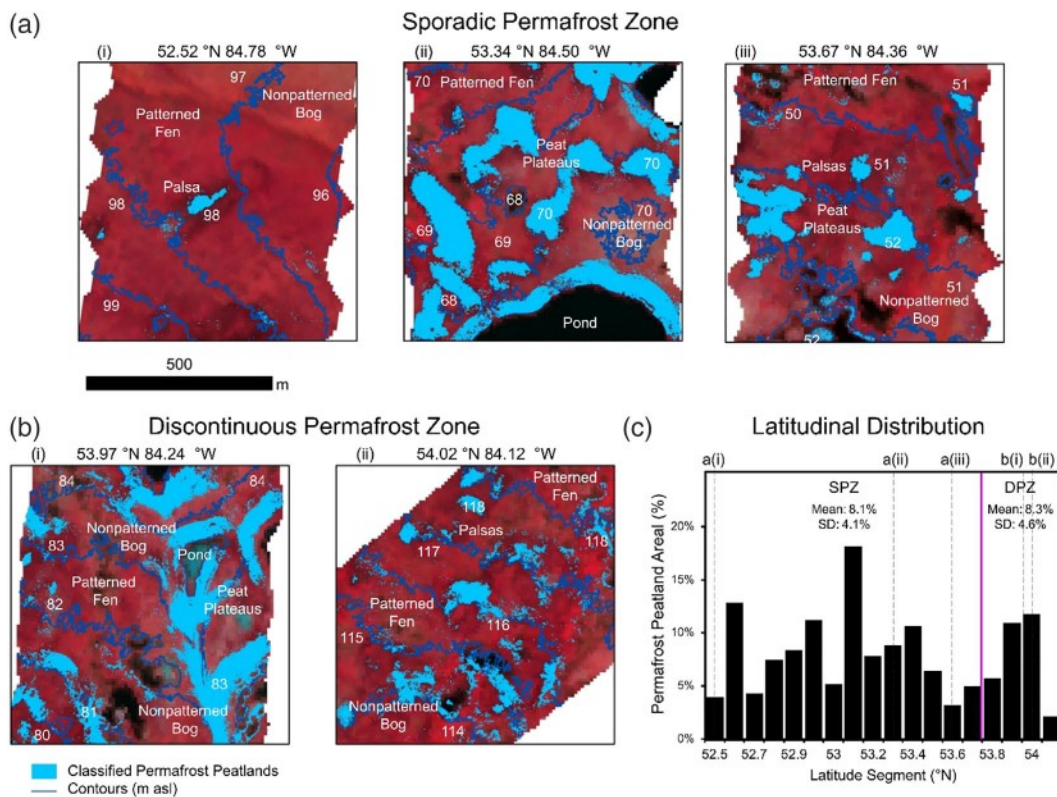 (a)
Sporadic Permafrost Zone
(i)
52.52 °N 84.78 °W
97
Nonpatterned
Bog
Patterned
Fen
Palsa
98
98
96
99
(ii)
53.34 °N 84.50 °W
70
Patterned Fen
Peat
Plateaus
70
68
70
70
Nonpatterned
Bog
69
69
68
Pond
(iii)
53.67 °N 84.36 °W
Patterned Fen
51
50
Palsas
51
Peat
Plateaus
52
51
Nonpatterned
Bog
52
500
m
(b)
Discontinuous Permafrost Zone
(i)
53.97 °N 84.24 °W
84
84
Nonpatterned
Bog
83
Pond
Patterned
Fen
82
Peat
Plateaus
83
81
Nonpatterned
Bog
80
(ii)
54.02 °N 84.12 °W
Patterned
Fen
118
Palsas
118
117
Patterned
Fen
116
115
Nonpatterned
Bog
114
Classified Permafrost Peatlands
Contours (m asl)
(c)
Latitudinal Distribution
a(i)
a(ii)
a(iii)
b(i)
b(ii)
SPZ
Mean: 8.1%
SD: 4.1%
DPZ
Mean: 8.3%
SD: 4.6%
Permafrost Peatland Areal (%)
20%
15%
10%
5%
0%
52.5 52.7 52.9 53 53.2 53.4 53.6 53.8 54
Latitude Segment (°N)